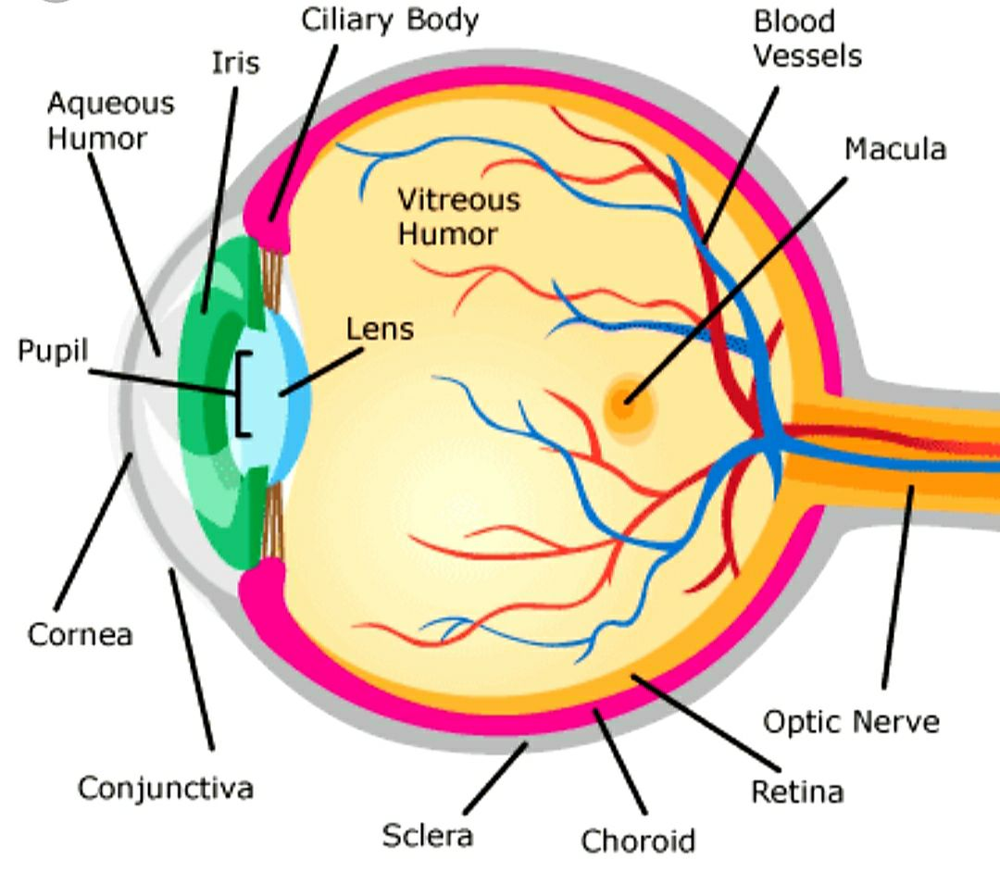 Ciliary Body
Blood
Vessels
Iris
Aqueous
Humor
Macula
Vitreous
Humor
Lens
Pupil
Cornea
Optic Nerve
Conjunctiva
Retina
Sclera
Choroid